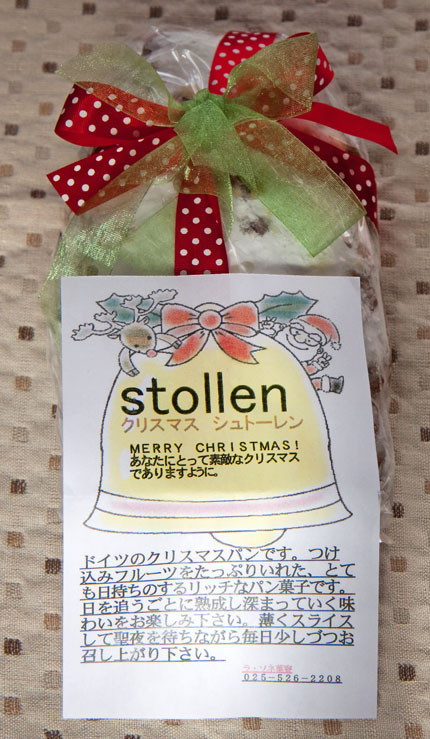 stollen
クリスマス シュトーレン
MERRY CHRISTMAS!
あなたにとって素敵なクリスマス
でありますように。
ドイツのクリスマスパンです。つけ
込みフルーツをたっぷりいれた、とて
も日持ちのするリッチなパン菓子です。
日を追うごとに熟成し深まっていく味
わいをお楽しみ下さい。薄くスライス
して聖夜を待ちながら毎日少しづつお
召し上がり下さい。
025-526-2208